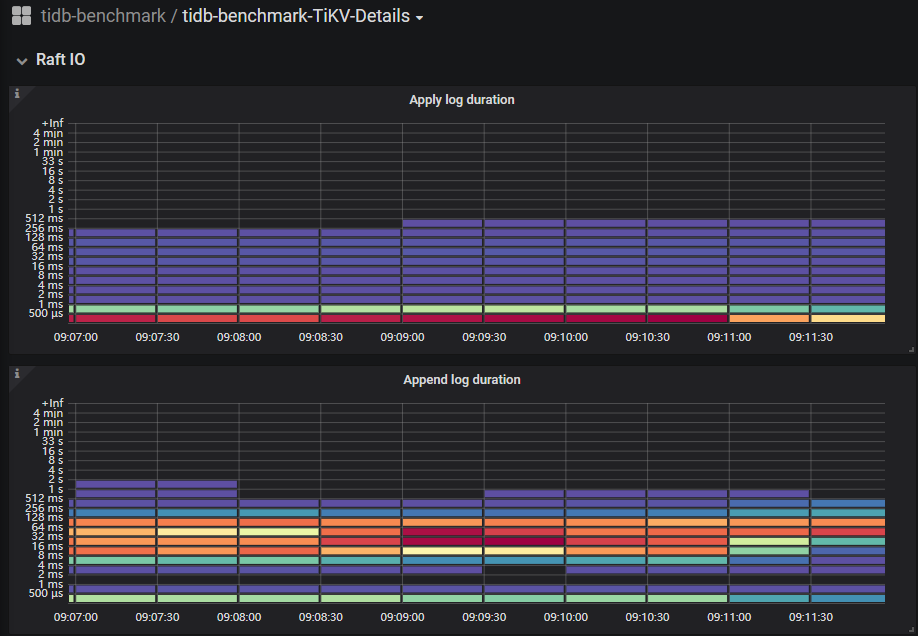 tidb-benchmark / tidb-benchmark-TiKV-Details
Raft IO
i
Apply log duration
+Inf
4 min
2 min
1 min
33 s
16 s
8 s
4 s
2 s
1 s
512 ms
256 ms
128 ms
64 ms
32 ms
16 ms
8 ms
4 ms
2 ms
1 ms
500 µs
09:07:00 09:07:30 09:08:00 09:08:30 09:09:00 09:09:30 09:10:00 09:10:30 09:11:00 09:11:30
i
Append log duration
+Inf
4 min
2 min
1 min
33 s
16 s
8 s
4 s
2 s
1 s
512 ms
256 ms
128 ms
64 ms
32 ms
16 ms
8 ms
4 ms
2 ms
1 ms
500 µs
09:07:00 09:07:30 09:08:00 09:08:30 09:09:00 09:09:30 09:10:00 09:10:30 09:11:00 09:11:30